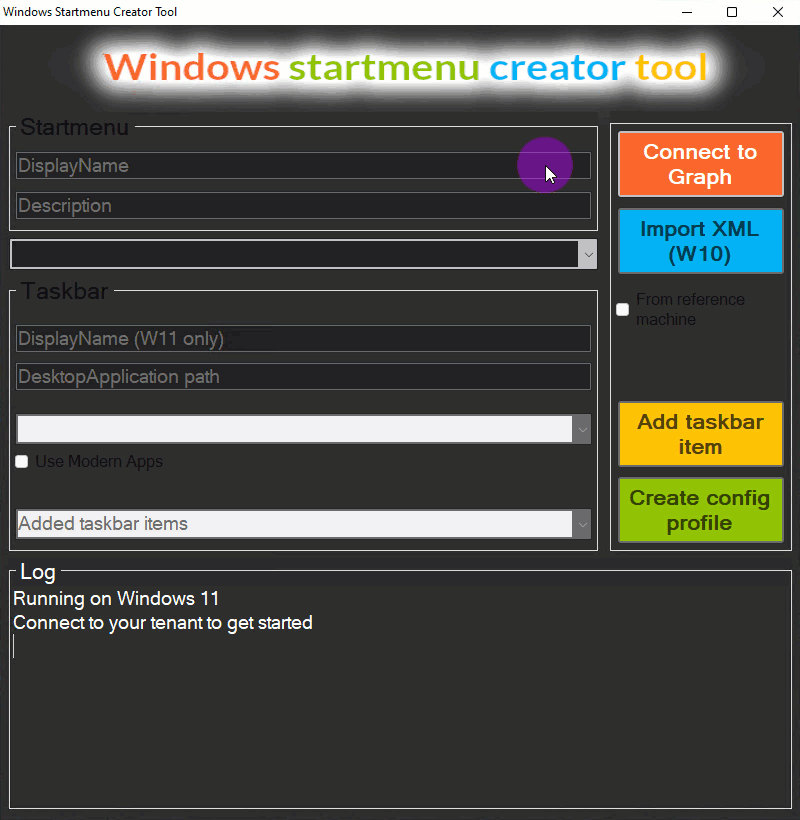 Windows Startmenu Creator Tool
Windows startmenu creator tool
Startmenu
DisplayName
Description
Taskbar
DisplayName (W11 only)
DesktopApplication path
Use Modern Apps
Added taskbar items
Connect to
Graph
Import XML
(W10)
From reference
machine
Add taskbar
item
Create config
profile
Log
Running on Windows 11
Connect to your tenant to get started